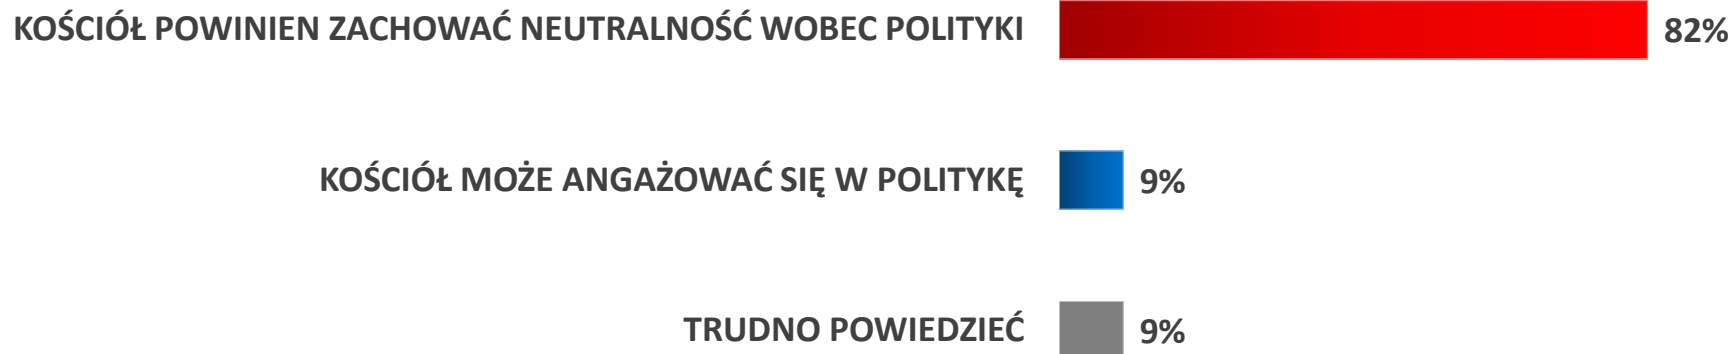 KOŚCIÓŁ POWINIEN ZACHOWAĆ NEUTRALNOŚĆ WOBEC POLITYKI 82%
KOŚCIÓŁ MOŻE ANGAŻOWAĆ SIĘ W POLITYKĘ 9%
TRUDNO POWIEDZIEĆ 9%